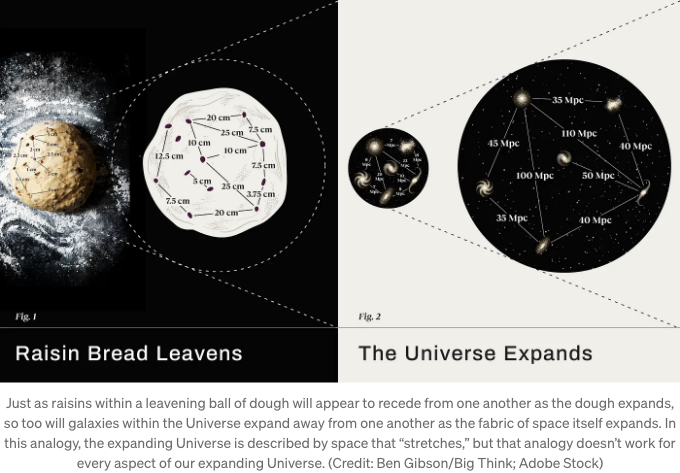 20 cm
25 cm
7.5 cm
10 cm
10 cm
12.5 cm
7.5 cm
5 cm
25 cm
3.75 cm
7.5 cm
20 cm
Fig. 1
Raisin Bread Leavens
35 Mpc
110 Mpc
45 Mpc
40 Mpc
100 Mpc
50 Mpc
35 Mpc
40 Mpc
Fig. 2
The Universe Expands
Just as raisins within a leavening ball of dough will appear to recede from one another as the dough expands,
so too will galaxies within the Universe expand away from one another as the fabric of space itself expands. In
this analogy, the expanding Universe is described by space that “stretches,” but that analogy doesn’t work for
every aspect of our expanding Universe. (Credit: Ben Gibson/Big Think; Adobe Stock)